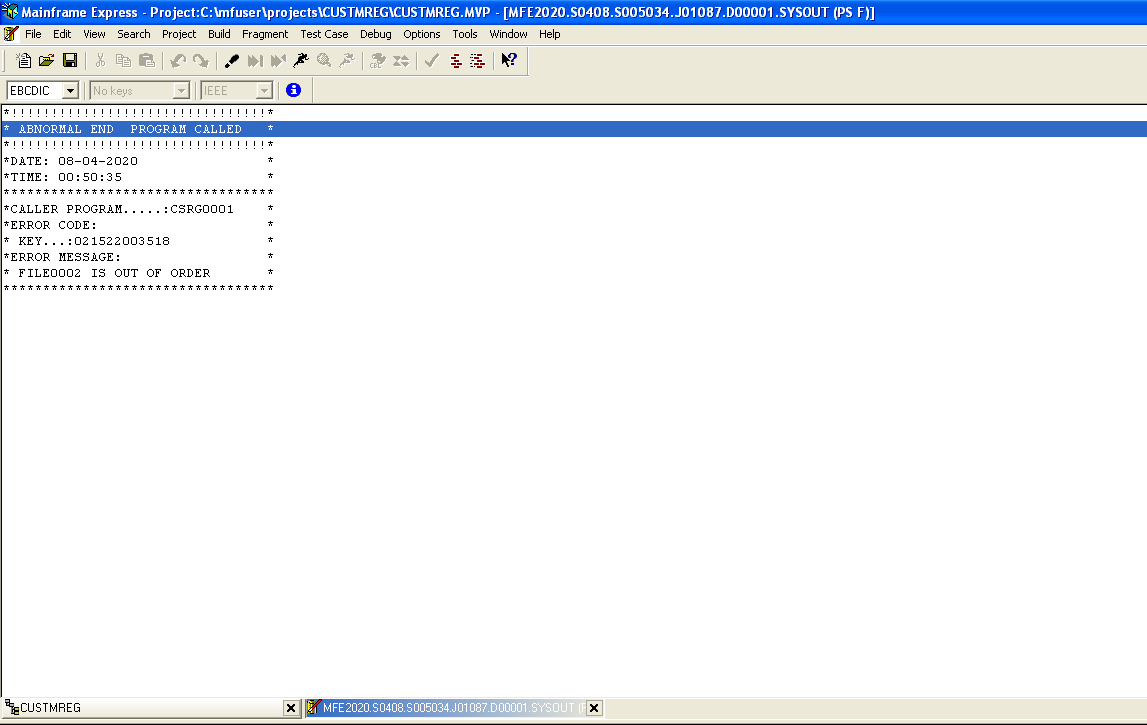 Mainframe Express - Project:C:\mfuser\projects\CUSTMREG\CUSTMREG.MVP - [MFE2020.S0408.S005034.J01087.D00001.SYSOUT (PS F)]
File Edit View Search Project Build Fragment Test Case Debug Options Tools Window Help
EBCDIC No keys IEEE
*!!!!!!!!!!!!!!!!!!!!!!!!!!!!!!!!*
* ABNORMAL END  PROGRAM CALLED   *
*!!!!!!!!!!!!!!!!!!!!!!!!!!!!!!!!*
*DATE: 08-04-2020                *
*TIME: 00:50:35                  *
**********************************
*CALLER PROGRAM.....:CSRG0001    *
*ERROR CODE:                     *
* KEY...:021522003518            *
*ERROR MESSAGE:                  *
* FILE0002 IS OUT OF ORDER       *
**********************************
CUSTMREG MFE2020.S0408.S005034.J01087.D00001.SYSOUT (F